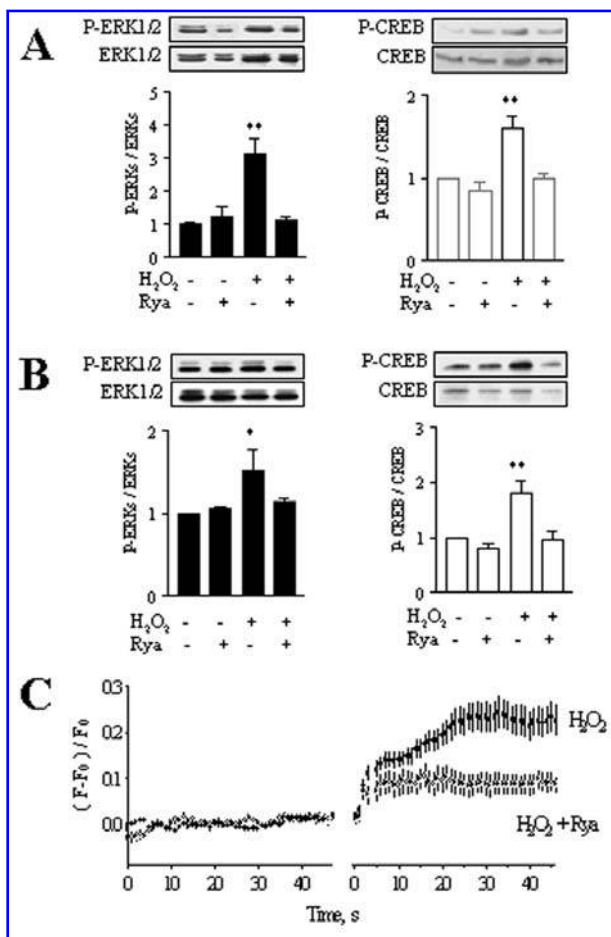 A
P-ERK1/2
ERK1/2
P-CREB
CREB
p-ERKs / ERKs
5
4
3
2
1
0
H₂O₂ - - + +
Rya - + - +
p-CREB / CREB
2
1
0
H₂O₂ - - + +
Rya - + - +
B
P-ERK1/2
ERK1/2
P-CREB
CREB
p-ERKs / ERKs
2
1
0
H₂O₂ - - + +
Rya - + - +
p-CREB / CREB
3
2
1
0
H₂O₂ - - + +
Rya - + - +
C
(F-F₀) / F₀
0.3
0.2
0.1
0.0
H₂O₂
H₂O₂ +Rya
0 10 20 30 40 0 10 20 30 40
Time, s